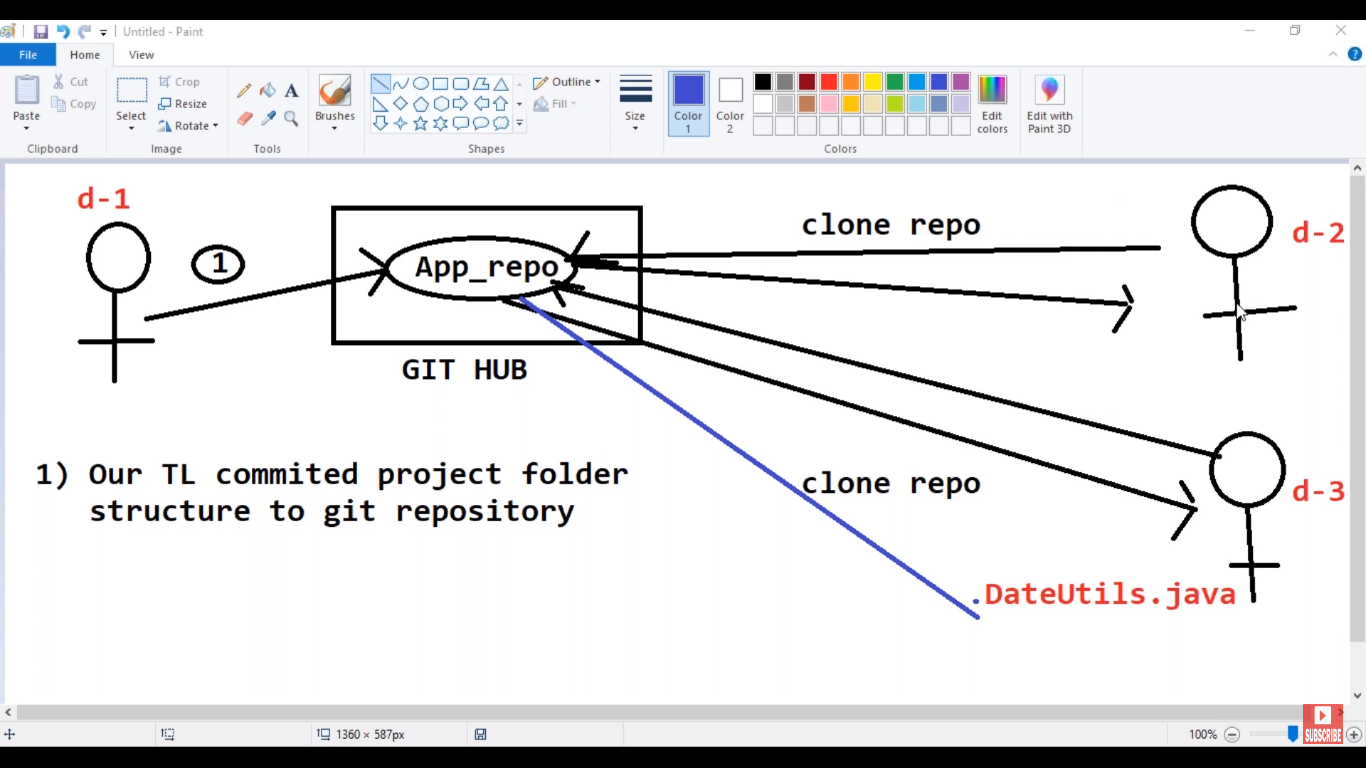 Untitled - Paint
File
Home
View
Paste
Cut
Copy
Clipboard
Select
Crop
Resize
Rotate
Image
A
Tools
Brushes
Shapes
Outline
Fill
Size
Color 1
Color 2
Edit colors
Edit with Paint 3D
Colors
d-1
1
App_repo
clone repo
d-2
GIT HUB
1) Our TL commited project folder
structure to git repository
clone repo
d-3
.DateUtils.java
1360 × 587px
100%
SUBSCRIBE